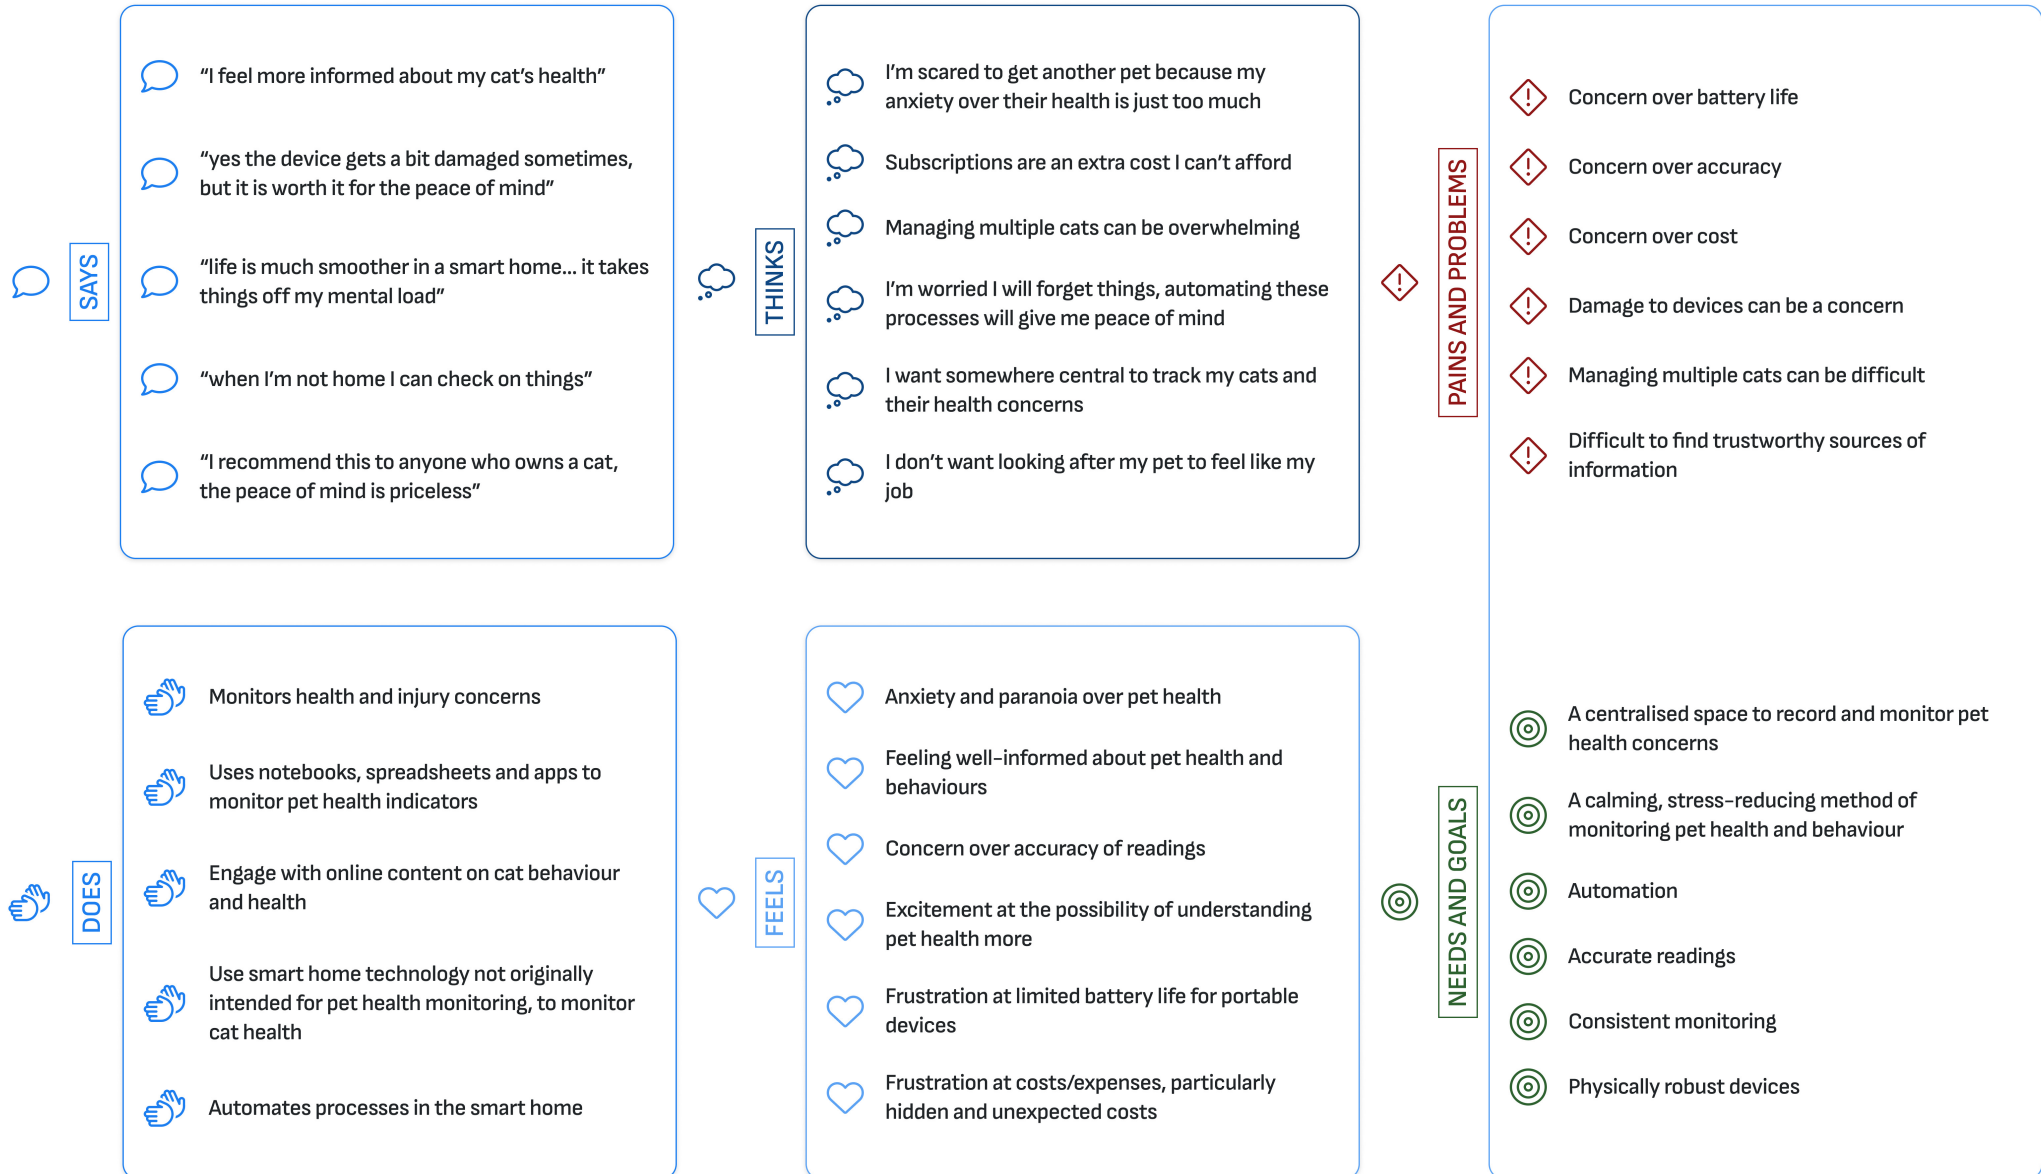 SAYS
“I feel more informed about my cat’s health”
“yes the device gets a bit damaged sometimes,
but it is worth it for the peace of mind”
“life is much smoother in a smart home... it takes
things off my mental load”
“when I’m not home I can check on things”
“I recommend this to anyone who owns a cat,
the peace of mind is priceless”
THINKS
I’m scared to get another pet because my
anxiety over their health is just too much
Subscriptions are an extra cost I can’t afford
Managing multiple cats can be overwhelming
I’m worried I will forget things, automating these
processes will give me peace of mind
I want somewhere central to track my cats and
their health concerns
I don’t want looking after my pet to feel like my
job
PAINS AND PROBLEMS
Concern over battery life
Concern over accuracy
Concern over cost
Damage to devices can be a concern
Managing multiple cats can be difficult
Difficult to find trustworthy sources of
information
DOES
Monitors health and injury concerns
Uses notebooks, spreadsheets and apps to
monitor pet health indicators
Engage with online content on cat behaviour
and health
Use smart home technology not originally
intended for pet health monitoring, to monitor
cat health
Automates processes in the smart home
FEELS
Anxiety and paranoia over pet health
Feeling well-informed about pet health and
behaviours
Concern over accuracy of readings
Excitement at the possibility of understanding
pet health more
Frustration at limited battery life for portable
devices
Frustration at costs/expenses, particularly
hidden and unexpected costs
NEEDS AND GOALS
A centralised space to record and monitor pet
health concerns
A calming, stress-reducing method of
monitoring pet health and behaviour
Automation
Accurate readings
Consistent monitoring
Physically robust devices